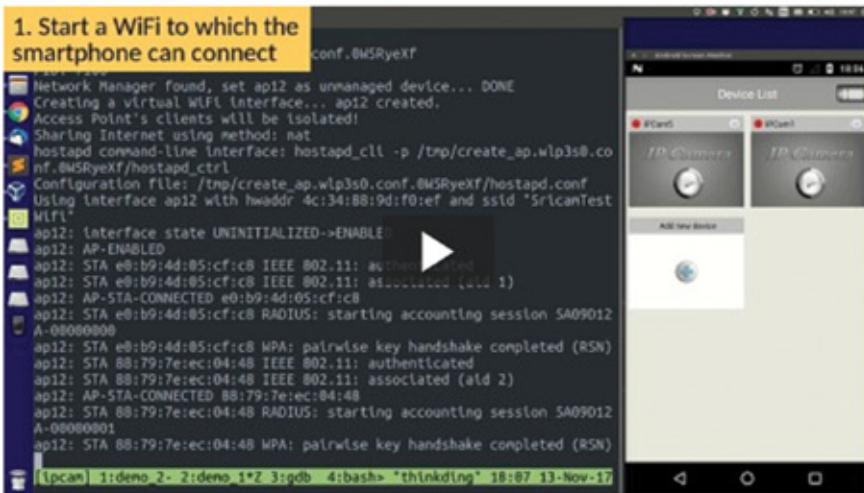 1. Start a WiFi to which the
smartphone can connect
conf.0W5RyeXf
Network Manager found, set ap12 as unmanaged device... DONE
Creating a virtual WiFi interface... ap12 created.
Access Point's clients will be isolated!
Sharing Internet using method: nat
hostapd command-line interface: hostapd_cli -p /tmp/create_ap.wlp3s0.co
nf.0W5RyeXf/hostapd_ctrl
Configuration file: /tmp/create_ap.wlp3s0.conf.0W5RyeXf/hostapd.conf
Using interface ap12 with hwaddr 4c:34:88:9d:f0:ef and ssid "SricamTest
Wifi"
ap12: interface state UNINITIALIZED->ENABLED
ap12: AP-ENABLED
ap12: STA e0:b9:4d:05:cf:c8 IEEE 802.11: authenticated
ap12: STA e0:b9:4d:05:cf:c8 IEEE 802.11: associated (aid 1)
ap12: AP-STA-CONNECTED e0:b9:4d:05:cf:c8
ap12: STA e0:b9:4d:05:cf:c8 RADIUS: starting accounting session 5A09D12
A-00000000
ap12: STA e0:b9:4d:05:cf:c8 WPA: pairwise key handshake completed (RSN)
ap12: STA 88:79:7e:ec:04:48 IEEE 802.11: authenticated
ap12: STA 88:79:7e:ec:04:48 IEEE 802.11: associated (aid 2)
ap12: AP-STA-CONNECTED 88:79:7e:ec:04:48
ap12: STA 88:79:7e:ec:04:48 RADIUS: starting accounting session 5A09D12
A-00000001
ap12: STA 88:79:7e:ec:04:48 WPA: pairwise key handshake completed (RSN)
[ipcam] 1:demo_2- 2:demo_1*Z 3:gdb 4:bash> "thinkding" 18:07 13-Nov-17
Device List
IPCam5
IPCam1
IP Camera
IP Camera
Add new device